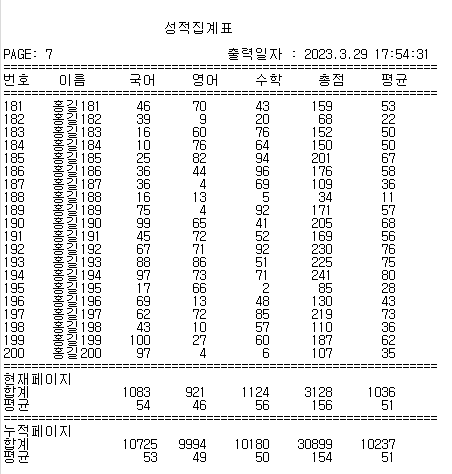 성적집계표
PAGE: 7 출력일자 : 2023.3.29 17:54:31
================================================================
번호 이름 국어 영어 수학 총점 평균
================================================================
181 홍길181 46 70 43 159 53
182 홍길182 39 9 20 68 22
183 홍길183 16 60 76 152 50
184 홍길184 10 76 64 150 50
185 홍길185 25 82 94 201 67
186 홍길186 36 44 96 176 58
187 홍길187 36 4 69 109 36
188 홍길188 16 13 5 34 11
189 홍길189 75 4 92 171 57
190 홍길190 99 65 41 205 68
191 홍길191 45 72 52 169 56
192 홍길192 67 71 92 230 76
193 홍길193 88 86 51 225 75
194 홍길194 97 73 71 241 80
195 홍길195 17 66 2 85 28
196 홍길196 69 13 48 130 43
197 홍길197 62 72 85 219 73
198 홍길198 43 10 57 110 36
199 홍길199 100 27 60 187 62
200 홍길200 97 4 6 107 35
================================================================
현재페이지
합계 1083 921 1124 3128 1036
평균 54 46 56 156 51
================================================================
누적페이지
합계 10725 9994 10180 30899 10237
평균 53 49 50 154 51